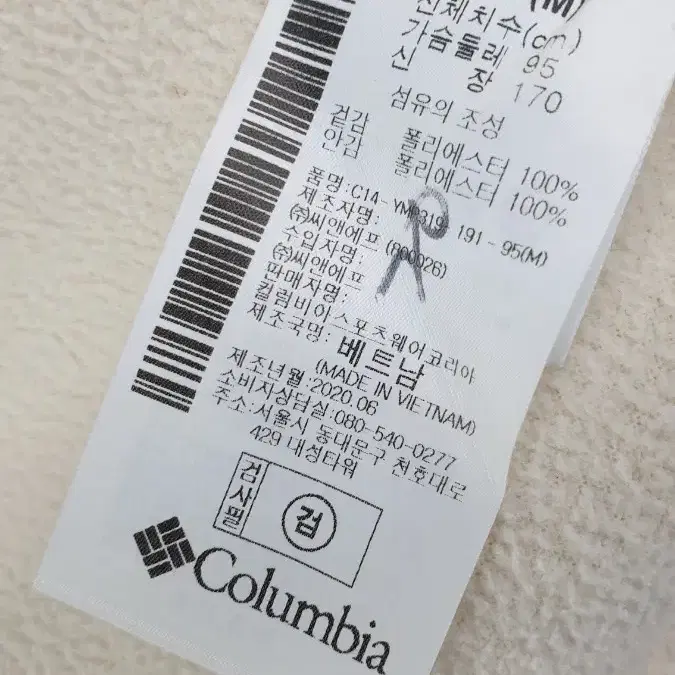 (M)
신체치수(cm)
가슴둘레 95
신 장 170
섬유의 조성
겉감 폴리에스터 100%
안감 폴리에스터 100%
품명:C14-YM 319 191-95(M)
제조자명:
㈜씨앤에프 (800026)
수입자명:
㈜씨앤에프
판매자명:
컬럼비아스포츠웨어코리아
제조국명: 베트남
(MADE IN VIETNAM)
제조년월:2020.06
소비자상담실:080-540-0277
주소:서울시 동대문구 천호대로
429 내성타워
검사필
검
Columbia